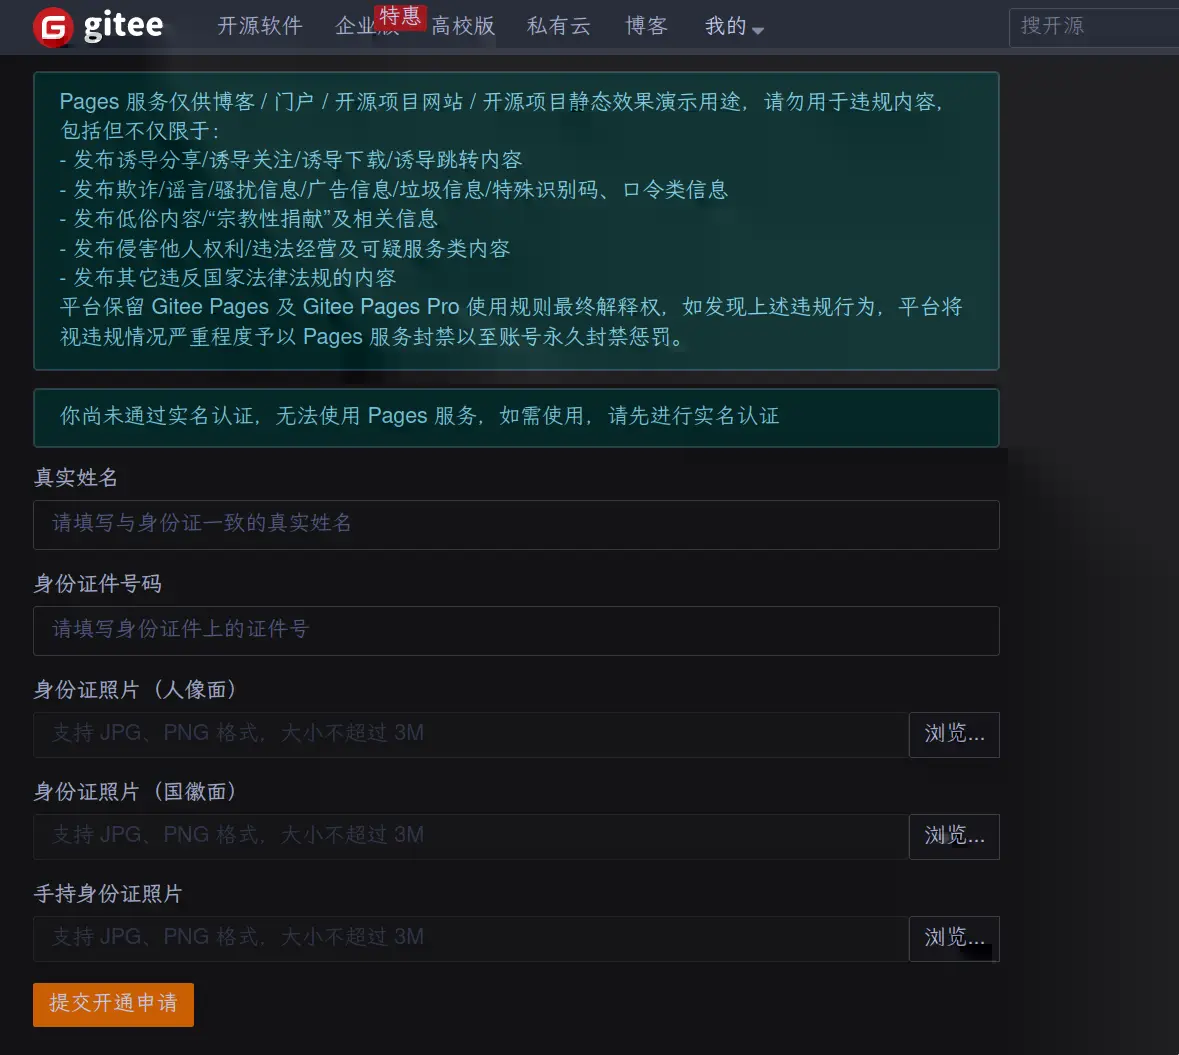 gitee 开源软件 企业版 特惠 高校版 私有云 博客 我的 搜开源
Pages 服务仅供博客 / 门户 / 开源项目网站 / 开源项目静态效果演示用途，请勿用于违规内容，
包括但不仅限于：
- 发布诱导分享/诱导关注/诱导下载/诱导跳转内容
- 发布欺诈/谣言/骚扰信息/广告信息/垃圾信息/特殊识别码、口令类信息
- 发布低俗内容/“宗教性捐献”及相关信息
- 发布侵害他人权利/违法经营及可疑服务类内容
- 发布其它违反国家法律法规的内容
平台保留 Gitee Pages 及 Gitee Pages Pro 使用规则最终解释权，如发现上述违规行为，平台将
视违规情况严重程度予以 Pages 服务封禁以至账号永久封禁惩罚。
你尚未通过实名认证，无法使用 Pages 服务，如需使用，请先进行实名认证
真实姓名
请填写与身份证一致的真实姓名
身份证件号码
请填写身份证件上的证件号
身份证照片（人像面）
支持 JPG、PNG 格式，大小不超过 3M 浏览...
身份证照片（国徽面）
支持 JPG、PNG 格式，大小不超过 3M 浏览...
手持身份证照片
支持 JPG、PNG 格式，大小不超过 3M 浏览...
提交开通申请